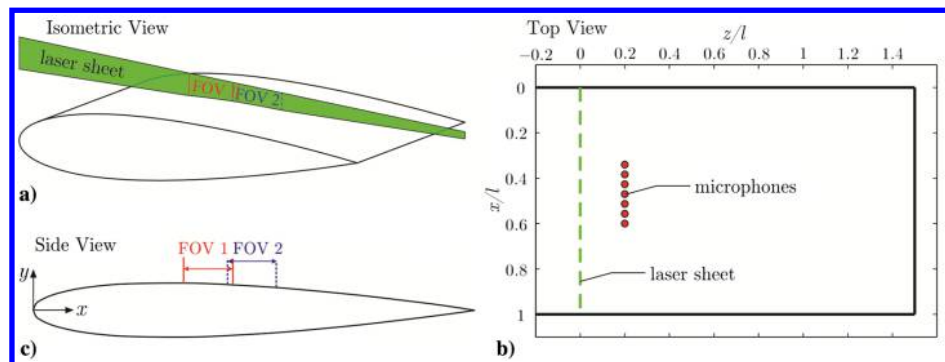 Isometric View
laser sheet
FOV 1
FOV 2
a)
Side View
FOV 1
FOV 2
y
x
c)
Top View
z/l
−0.2 0 0.2 0.4 0.6 0.8 1 1.2 1.4
0
0.2
0.4
0.6
0.8
1
x/l
microphones
laser sheet
b)